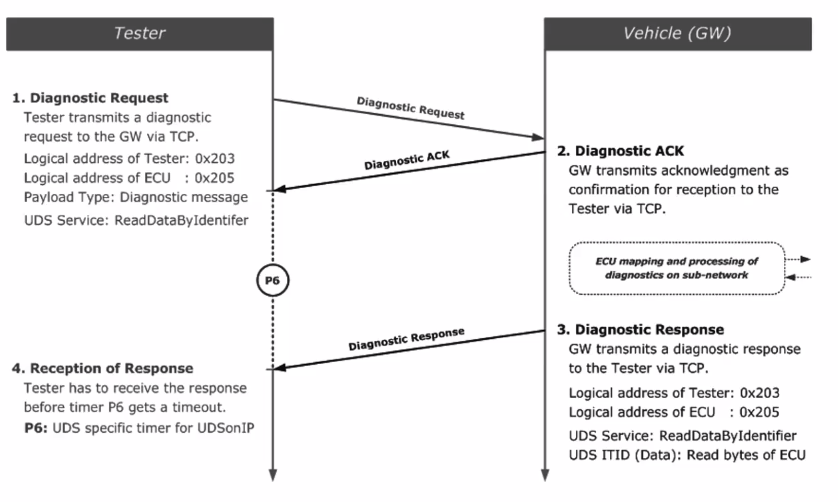 Tester
Vehicle (GW)
1. Diagnostic Request
Tester transmits a diagnostic
request to the GW via TCP.
Logical address of Tester: 0x203
Logical address of ECU : 0x205
Payload Type: Diagnostic message
UDS Service: ReadDataByIdentifer
Diagnostic Request
Diagnostic ACK
2. Diagnostic ACK
GW transmits acknowledgment as
confirmation for reception to the
Tester via TCP.
ECU mapping and processing of
diagnostics on sub-network
P6
Diagnostic Response
3. Diagnostic Response
GW transmits a diagnostic response
to the Tester via TCP.
Logical address of Tester: 0x203
Logical address of ECU : 0x205
UDS Service: ReadDataByIdentifier
UDS ITID (Data): Read bytes of ECU
4. Reception of Response
Tester has to receive the response
before timer P6 gets a timeout.
P6: UDS specific timer for UDSonIP